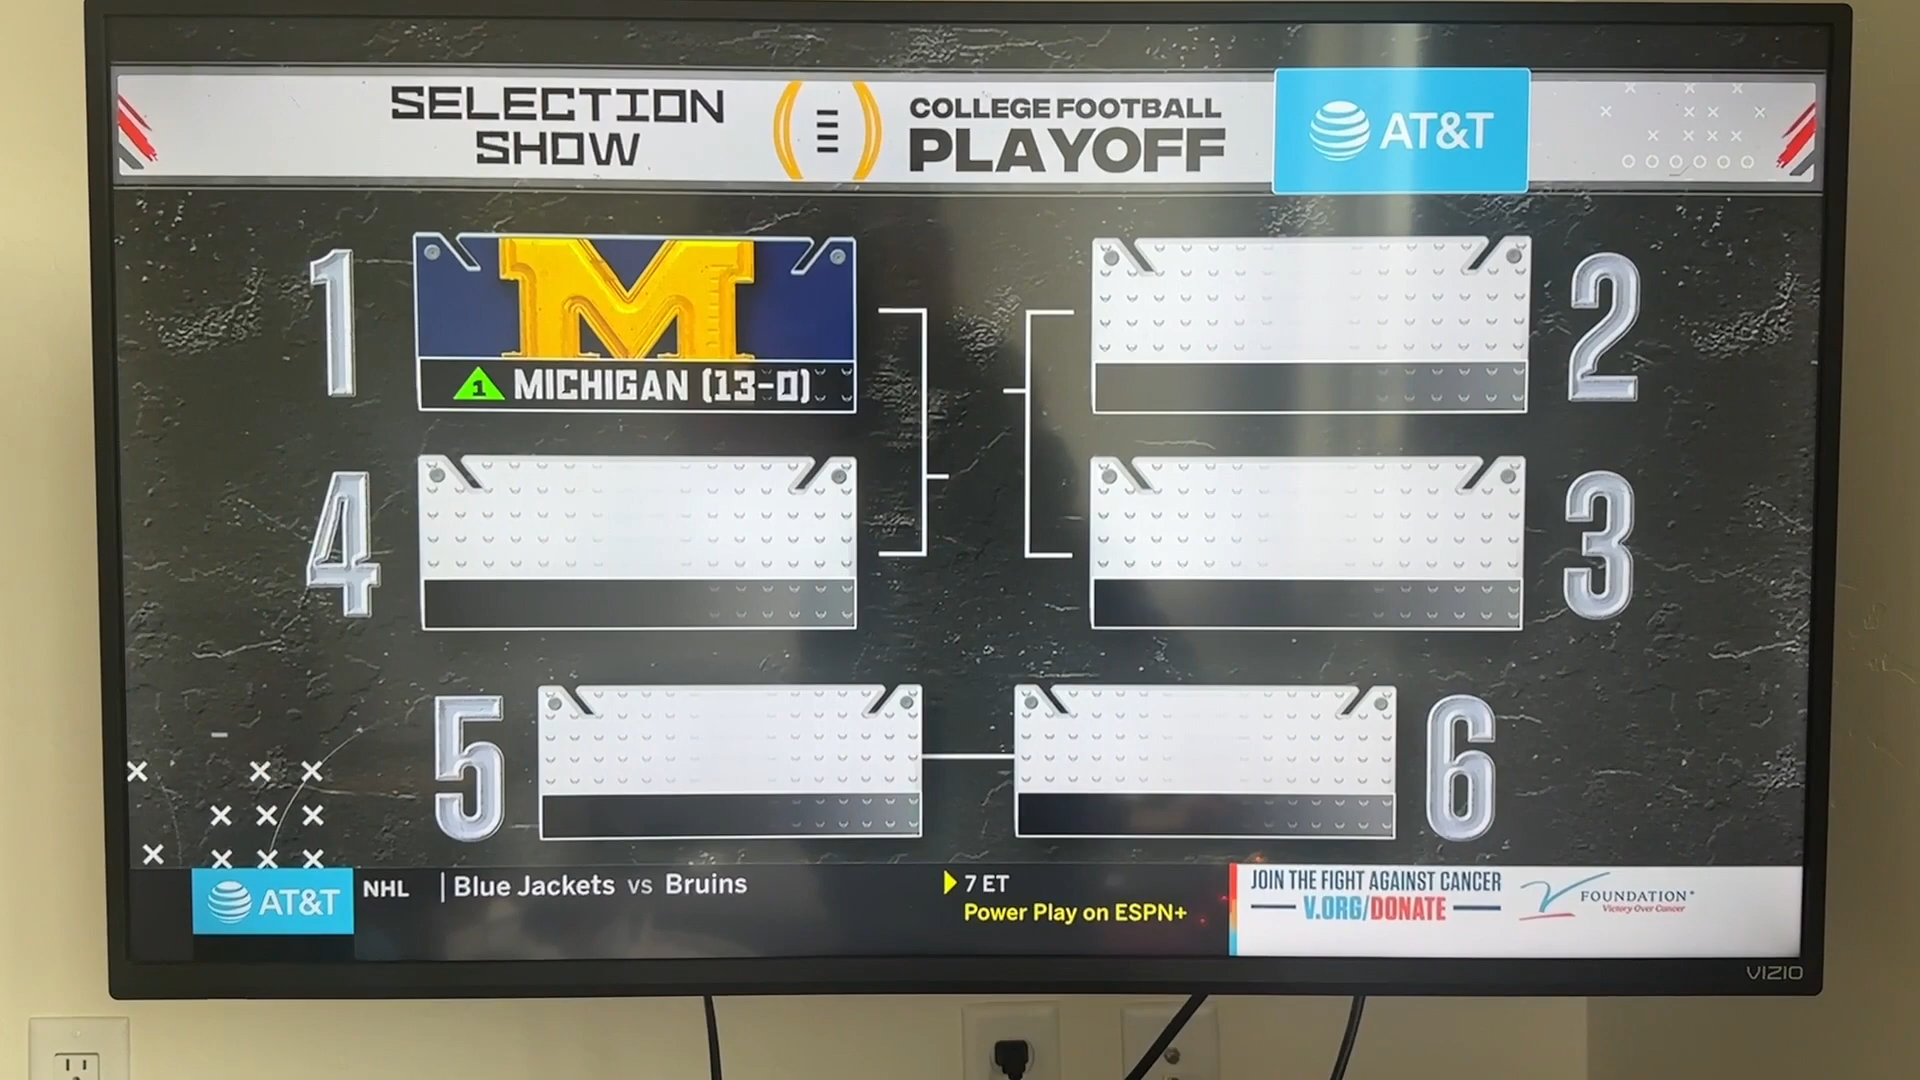 SELECTION
SHOW
COLLEGE FOOTBALL
PLAYOFF
AT&T
1
M
1 MICHIGAN (13-0)
2
4
3
5
6
AT&T
NHL
Blue Jackets vs Bruins
7 ET
Power Play on ESPN+
JOIN THE FIGHT AGAINST CANCER
V.ORG/DONATE
V FOUNDATION®
Victory Over Cancer
VIZIO